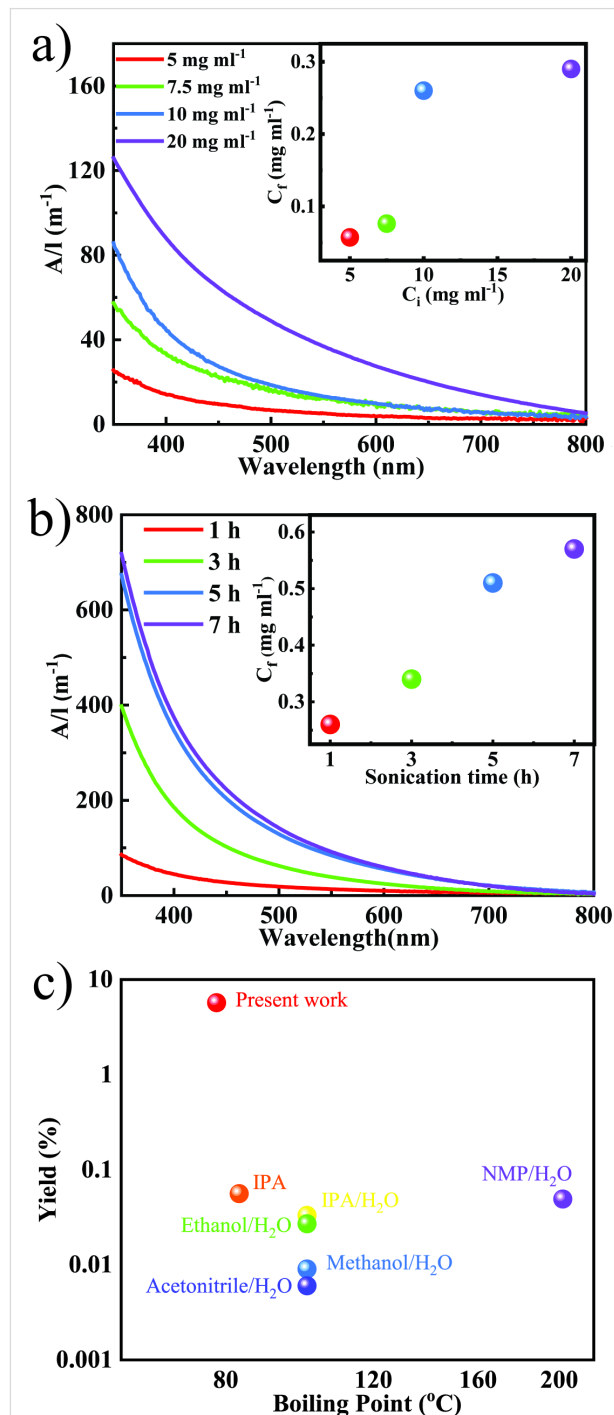 a)
5 mg ml⁻¹
7.5 mg ml⁻¹
10 mg ml⁻¹
20 mg ml⁻¹
160
120
80
40
0
A/l (m⁻¹)
400 500 600 700 800
Wavelength (nm)
0.3
0.2
0.1
C_f (mg ml⁻¹)
5 10 15 20
C_i (mg ml⁻¹)
b)
1 h
3 h
5 h
7 h
800
600
400
200
0
A/l (m⁻¹)
400 500 600 700 800
Wavelength(nm)
0.6
0.5
0.4
0.3
C_f (mg ml⁻¹)
1 3 5 7
Sonication time (h)
c)
10
1
0.1
0.01
0.001
Yield (%)
Present work
IPA
IPA/H₂O
NMP/H₂O
Ethanol/H₂O
Methanol/H₂O
Acetonitrile/H₂O
80 120 160 200
Boiling Point (°C)